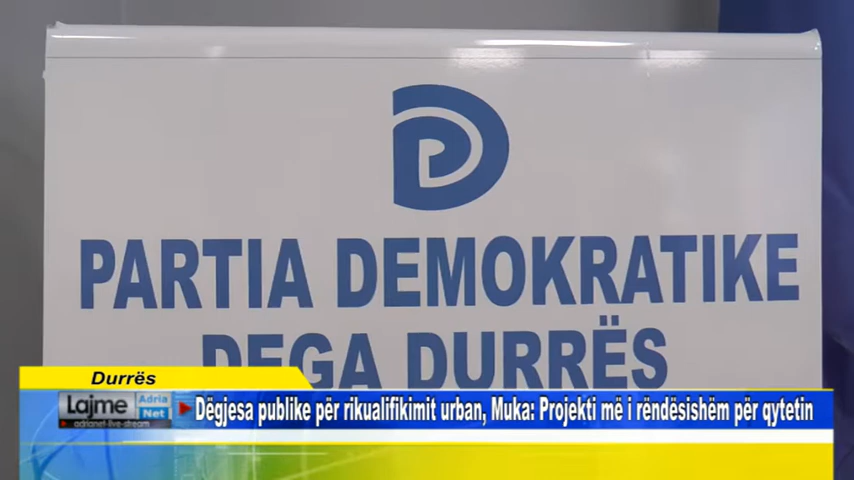 PARTIA DEMOKRATIKE
DEGA DURRËS
Durrës
Lajme
Adria
Net
adrianet-live-stream
Dëgjesa publike për rikualifikimit urban, Muka: Projekti më i rëndësishëm për qytetin